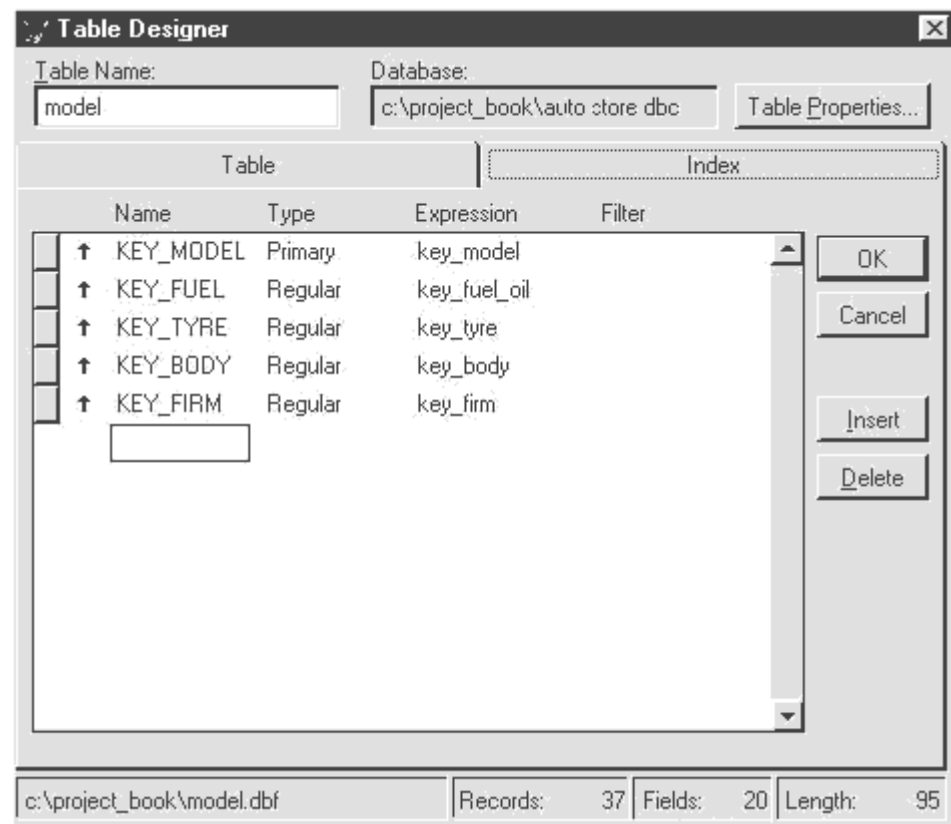 Table Designer
Table Name: Database:
model c:\project_book\auto store dbc Table Properties...
Table Index
Name Type Expression Filter
↑ KEY_MODEL Primary key_model
↑ KEY_FUEL Regular key_fuel_oil
↑ KEY_TYRE Regular key_tyre
↑ KEY_BODY Regular key_body
↑ KEY_FIRM Regular key_firm
OK
Cancel
Insert
Delete
c:\project_book\model.dbf Records: 37 Fields: 20 Length: 95